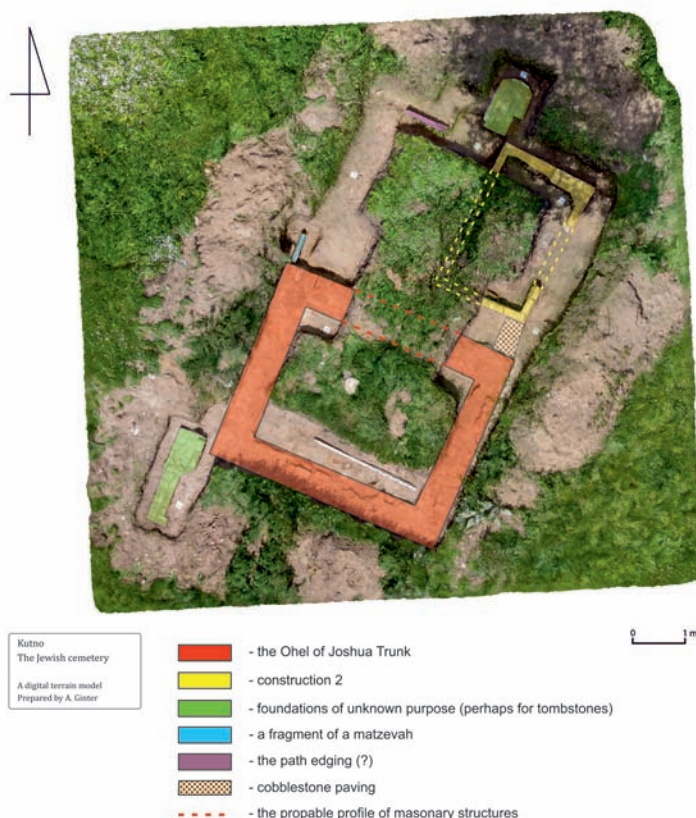 Kutno
The Jewish cemetery
A digital terrain model
Prepared by A. Ginter
0 1 m
- the Ohel of Joshua Trunk
- construction 2
- foundations of unknown purpose (perhaps for tombstones)
- a fragment of a matzevah
- the path edging (?)
- cobblestone paving
- the propable profile of masonary structures